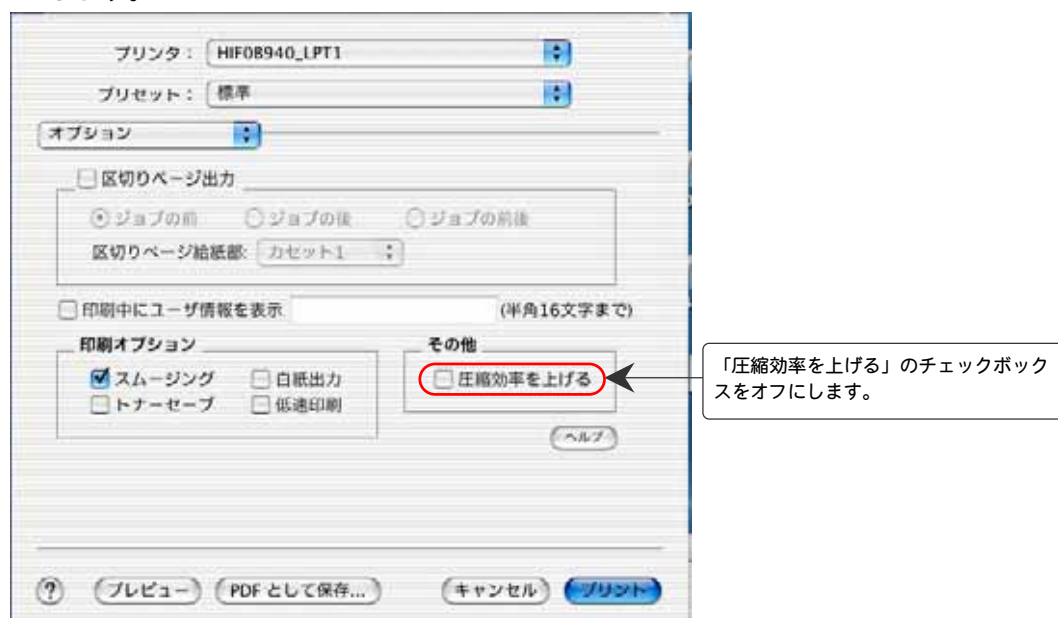 プリンタ： HIF08940_LPT1
プリセット： 標準
オプション
区切りページ出力
ジョブの前 ジョブの後 ジョブの前後
区切りページ給紙部: カセット1
印刷中にユーザ情報を表示 (半角16文字まで)
印刷オプション その他
スムージング 白紙出力 圧縮効率を上げる
トナーセーブ 低速印刷
ヘルプ
「圧縮効率を上げる」のチェックボック
スをオフにします。
? プレビュー PDF として保存... キャンセル プリント